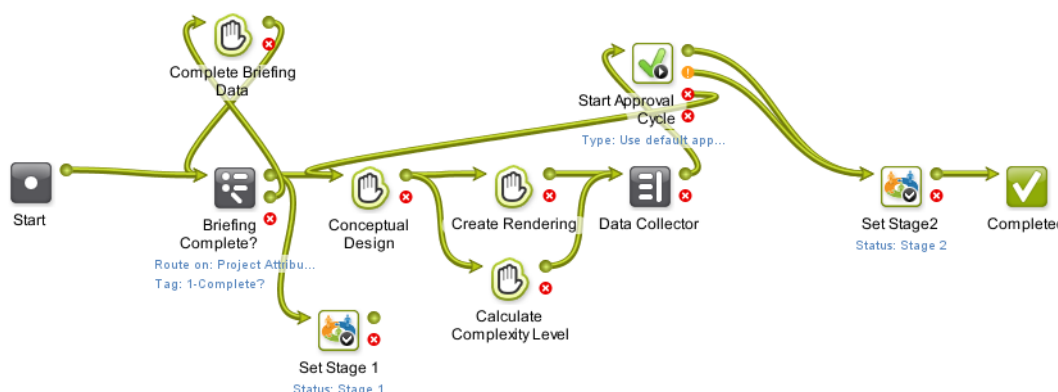 Complete Briefing
Data
Start Approval
Cycle
Type: Use default app...
Start
Briefing
Complete?
Route on: Project Attribu...
Tag: 1-Complete?
Conceptual
Design
Create Rendering
Data Collector
Set Stage2
Status: Stage 2
Completed
Calculate
Complexity Level
Set Stage 1
Status: Stage 1